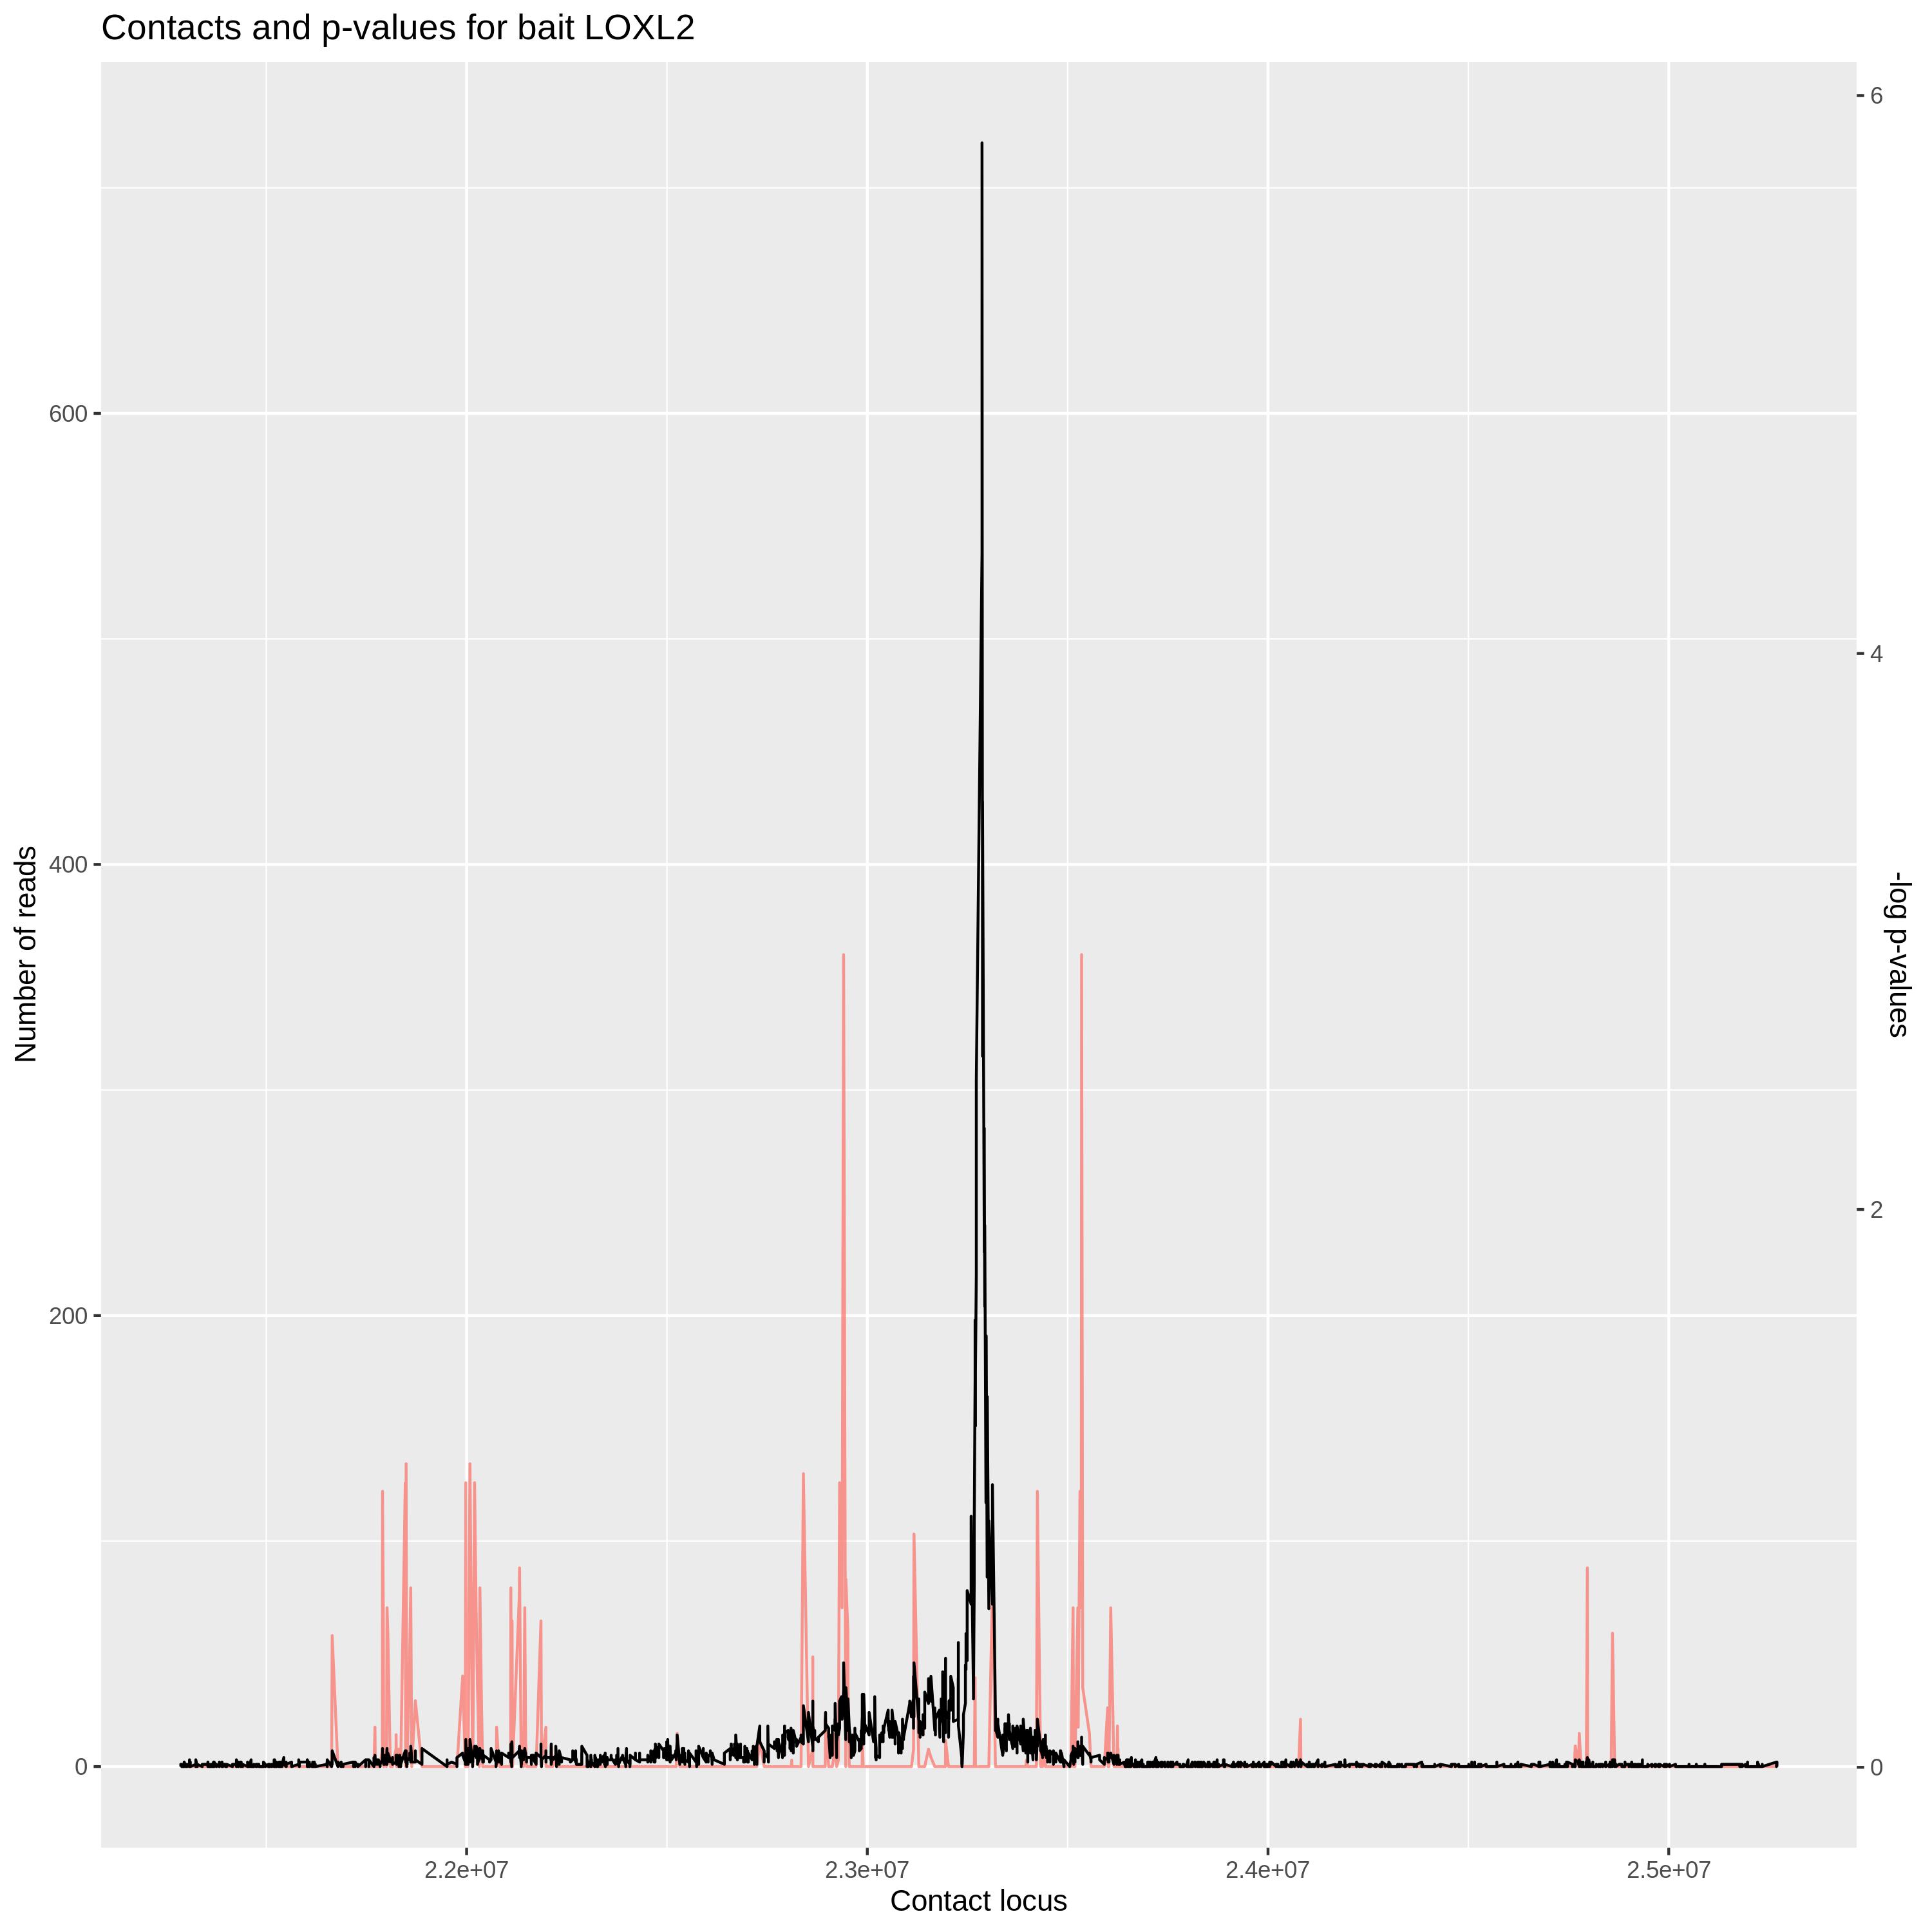 Contacts and p-values for bait LOXL2
6
600
4
400
Number of reads
-log p-values
2
200
0
0
2.2e+07
2.3e+07
2.4e+07
2.5e+07
Contact locus